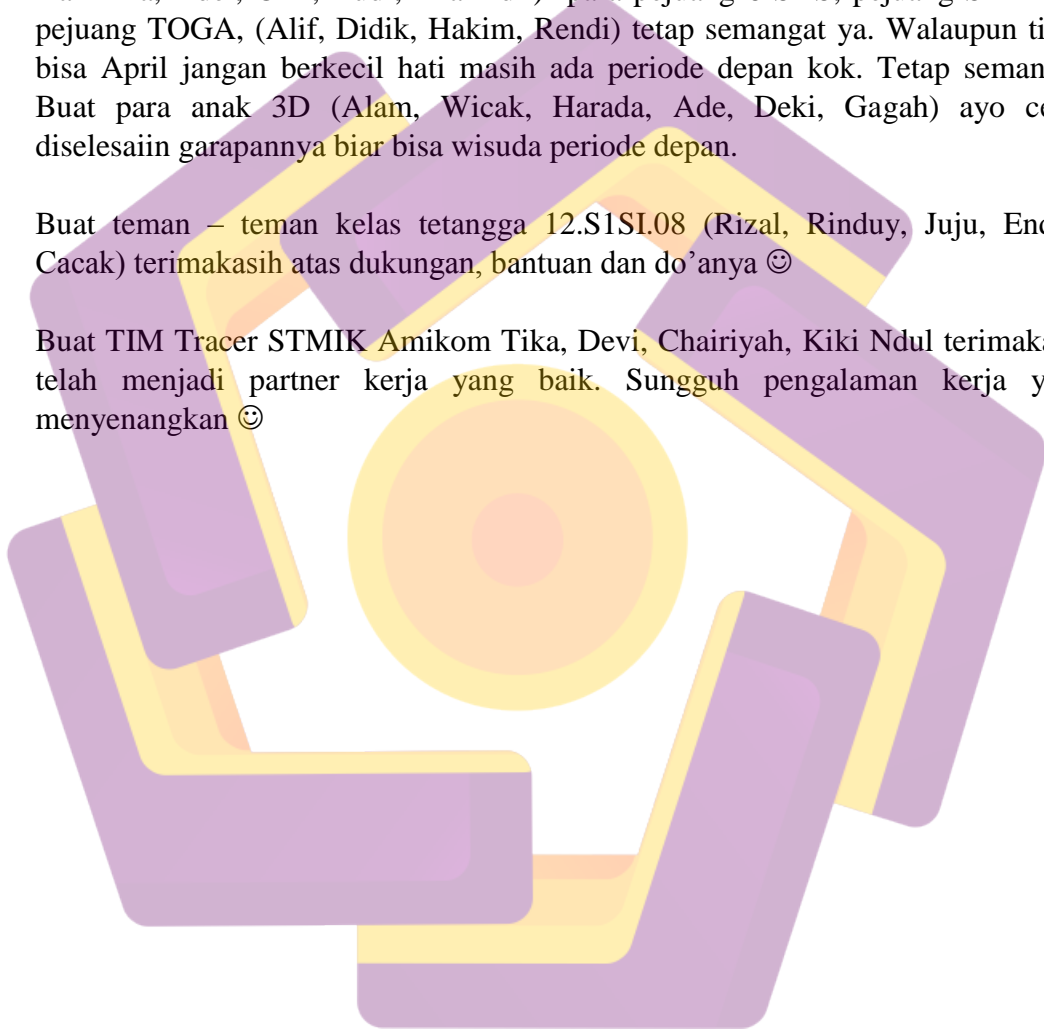 pejuang TOGA, (Alif, Didik, Hakim, Rendi) tetap semangat ya. Walaupun
bisa April jangan berkecil hati masih ada periode depan kok. Tetap
Buat para anak 3D (Alam, Wicak, Harada, Ade, Deki, Gagah) ayo
diselesaiin garapannya biar bisa wisuda periode depan.
Buat teman – teman kelas tetangga 12.S1SI.08 (Rizal, Rinduy, Juju,
Cacak) terimakasih atas dukungan, bantuan dan do’anya ☺
Buat TIM Tracer STMIK Amikom Tika, Devi, Chairiyah, Kiki Ndul
telah menjadi partner kerja yang baik. Sungguh pengalaman kerja
menyenangkan ☺